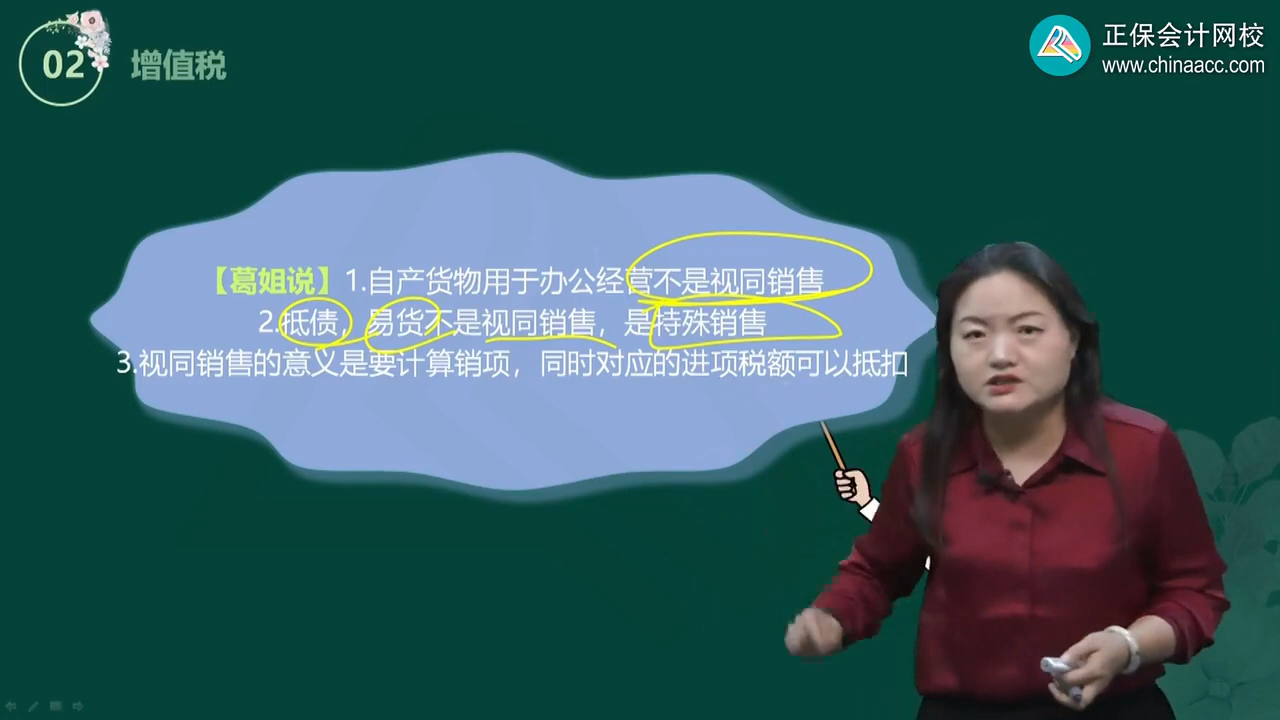 02
增值税
正保会计网校
www.chinaacc.com
【葛姐说】1.自产货物用于办公经营不是视同销售
2.抵债，易货不是视同销售，是特殊销售
3.视同销售的意义是要计算销项，同时对应的进项税额可以抵扣